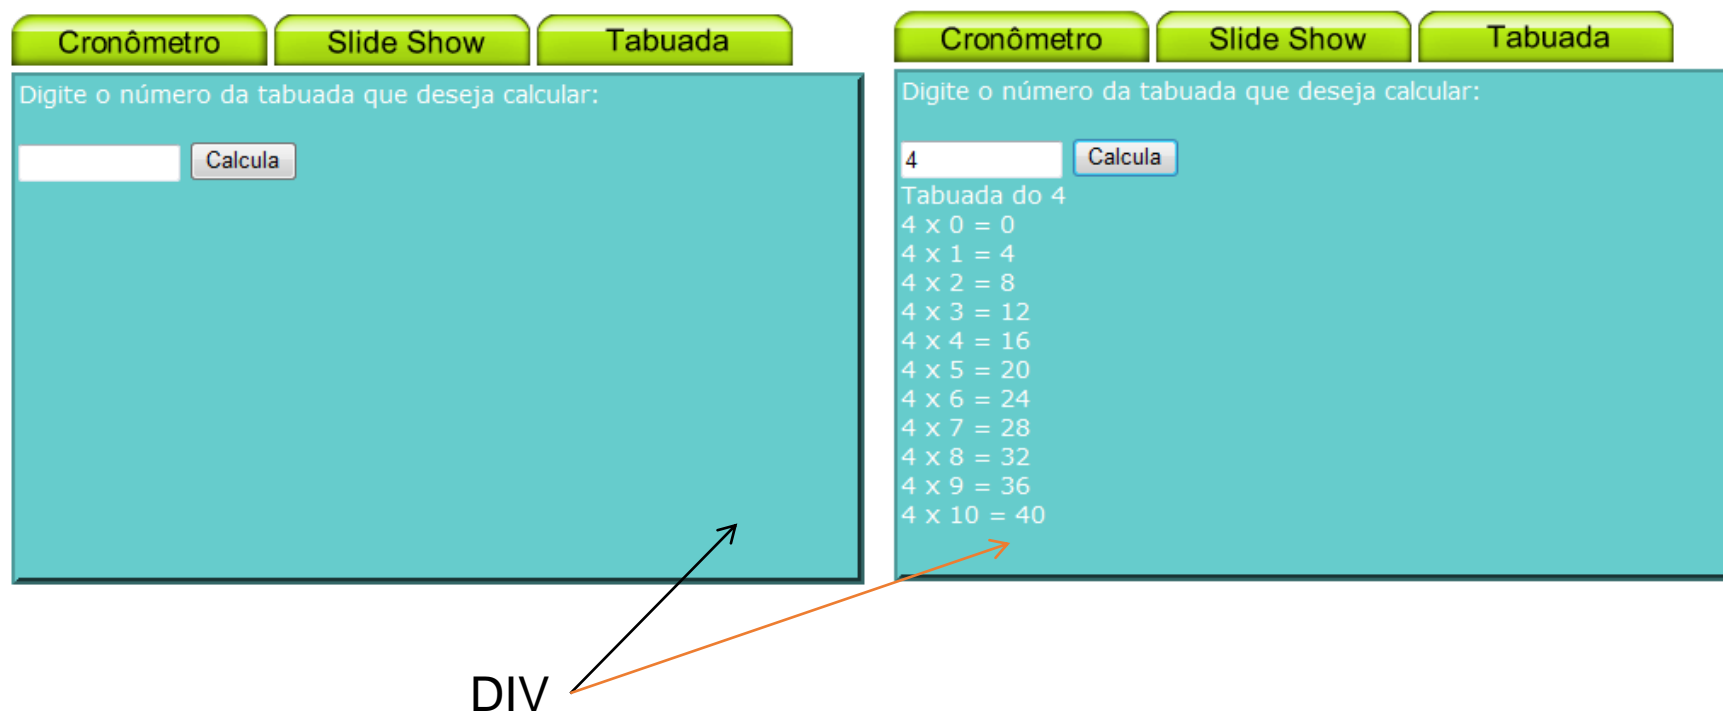 Cronômetro Slide Show Tabuada
Digite o número da tabuada que deseja calcular:
Calcula
Cronômetro Slide Show Tabuada
Digite o número da tabuada que deseja calcular:
4 Calcula
Tabuada do 4
4 x 0 = 0
4 x 1 = 4
4 x 2 = 8
4 x 3 = 12
4 x 4 = 16
4 x 5 = 20
4 x 6 = 24
4 x 7 = 28
4 x 8 = 32
4 x 9 = 36
4 x 10 = 40
DIV